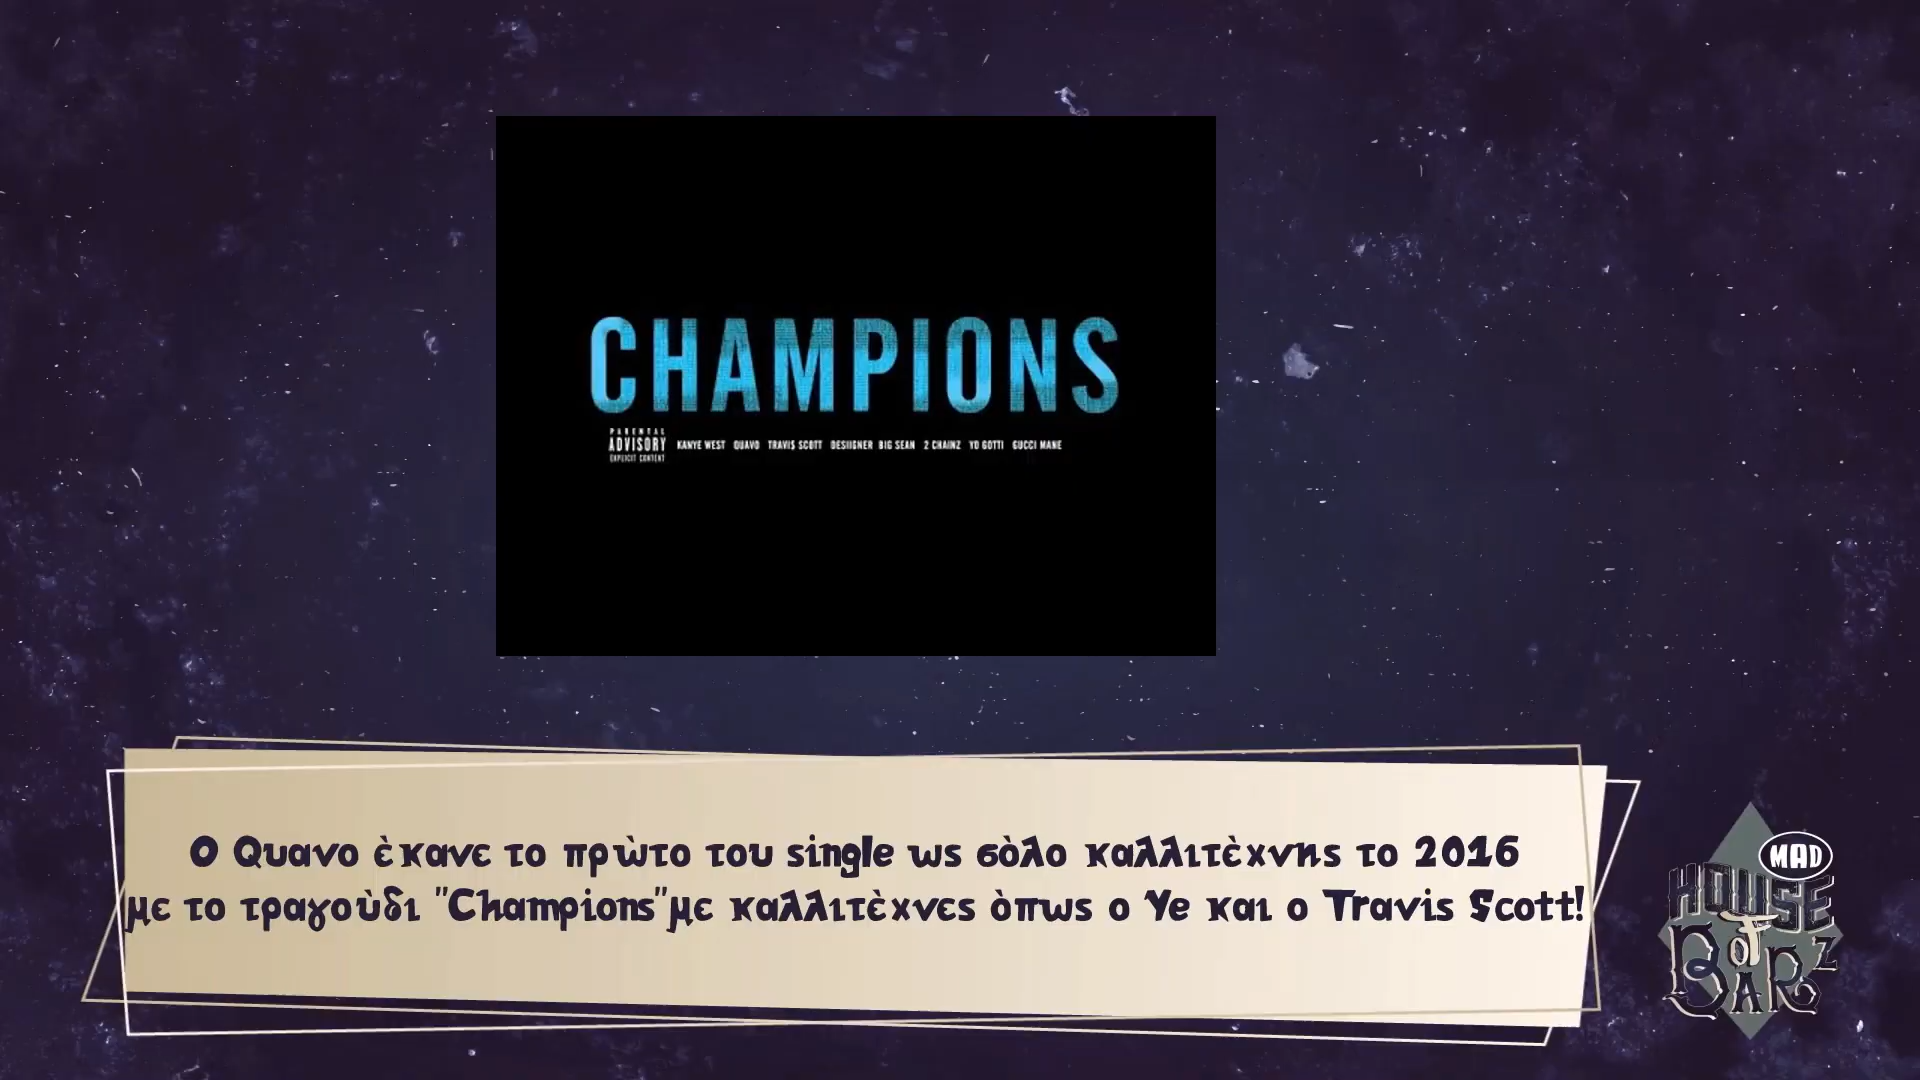 CHAMPIONS
PARENTAL
ADVISORY
EXPLICIT CONTENT
KANYE WEST QUAVO TRAVI$ SCOTT DESIIGNER BIG SEAN 2 CHAINZ YO GOTTI GUCCI MANE
Ο Quavo έκανε το πρώτο του single ως σόλο καλλιτέχνης το 2016
με το τραγούδι "Champions"με καλλιτέχνες όπως ο Ye και ο Travis Scott!
MAD
HOUSE
OF
BARZ